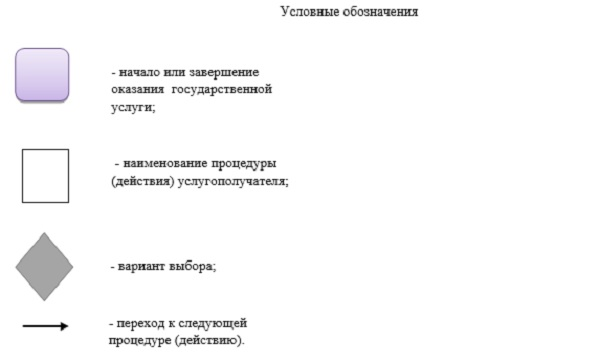 Условные обозначения
- начало или завершение
оказания государственной
услуги;
- наименование процедуры
(действия) услугополучателя;
- вариант выбора;
- переход к следующей
процедуре (действию).